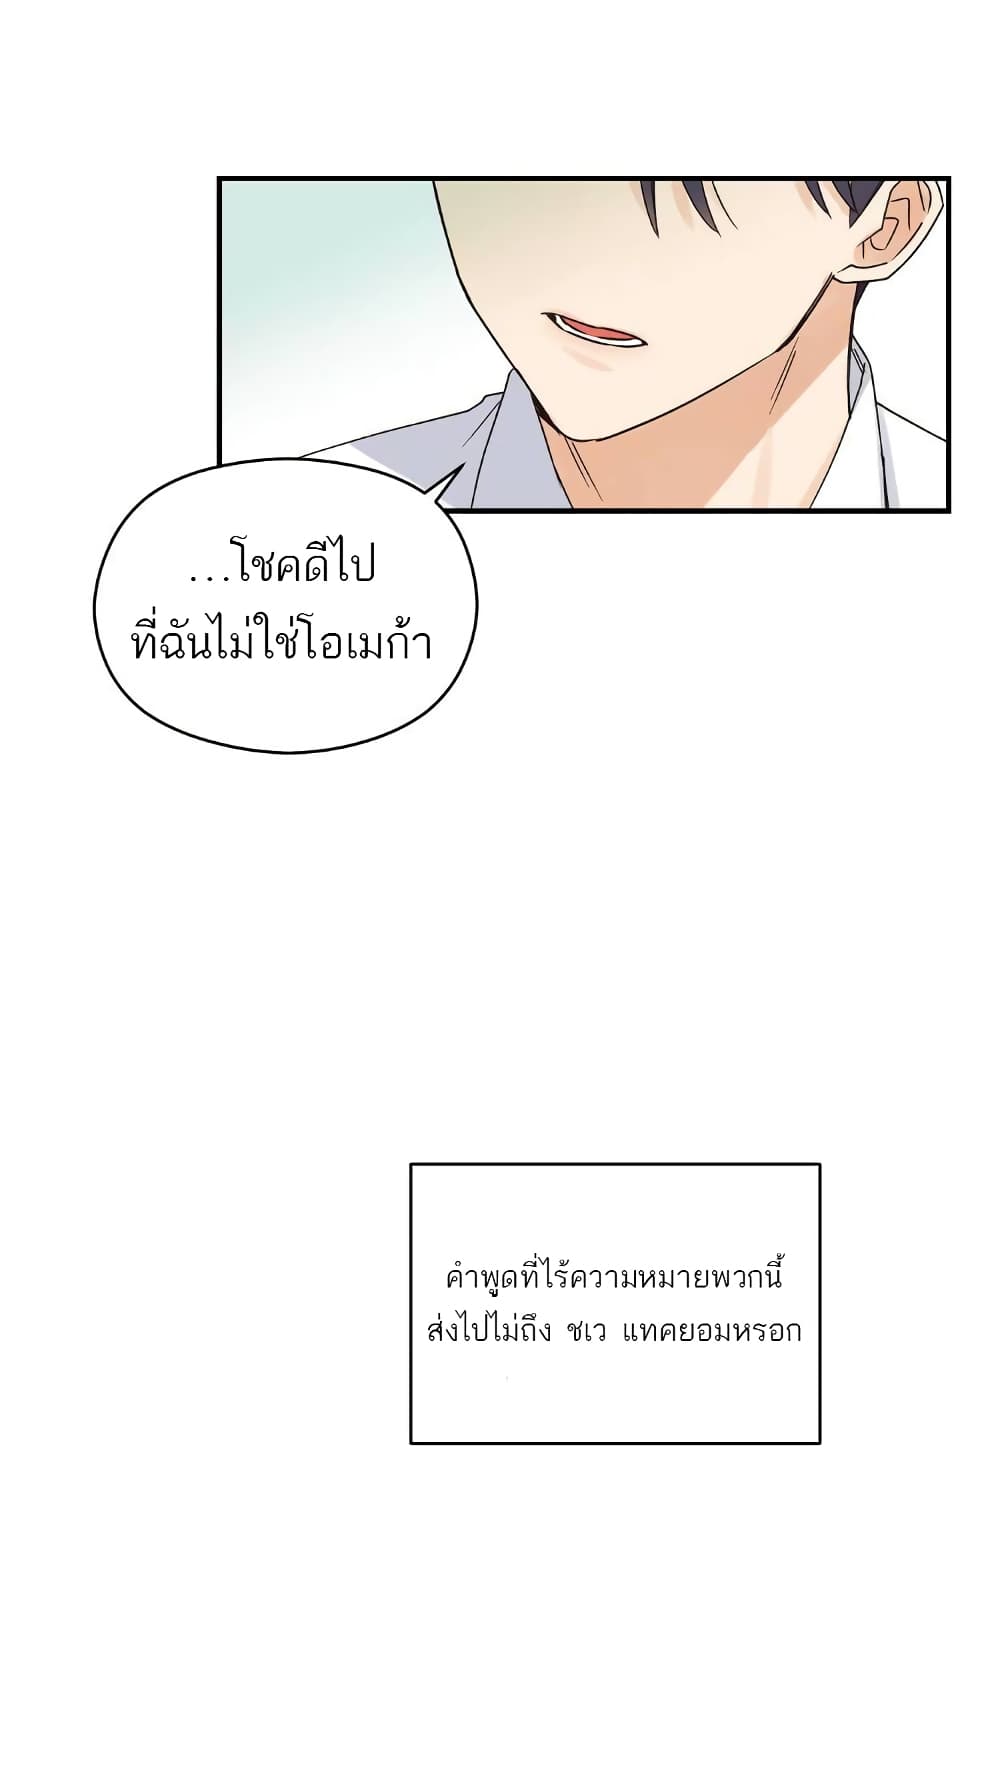 ...โชคดีไป
ที่ฉันไม่ใช่โอเมก้า
คำพูดที่ไร้ความหมายพวกนี้
ส่งไปไม่ถึง ชเว แทคยอมหรอก